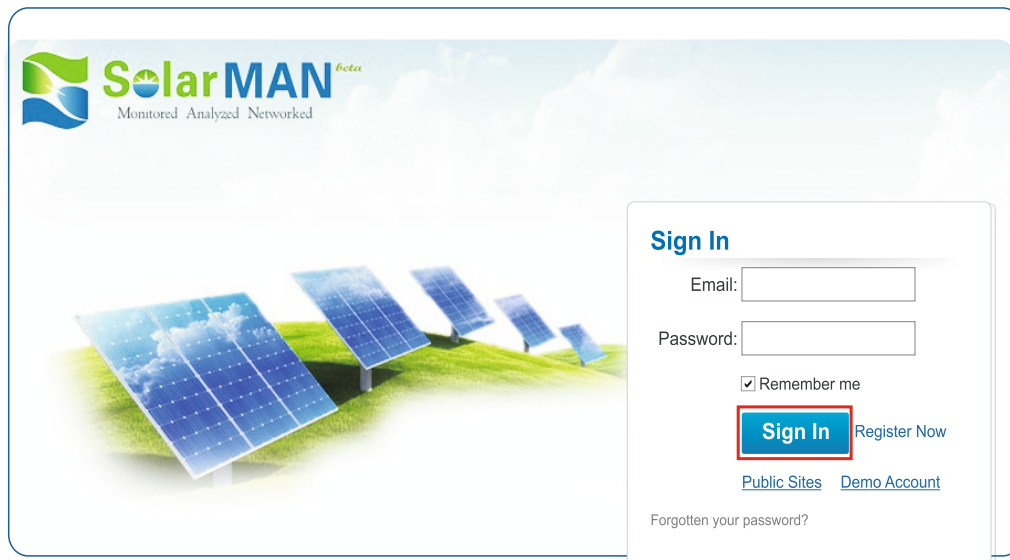 SolarMAN beta
Monitored Analyzed Networked
Sign In
Email:
Password:
Remember me
Sign In Register Now
Public Sites Demo Account
Forgotten your password?